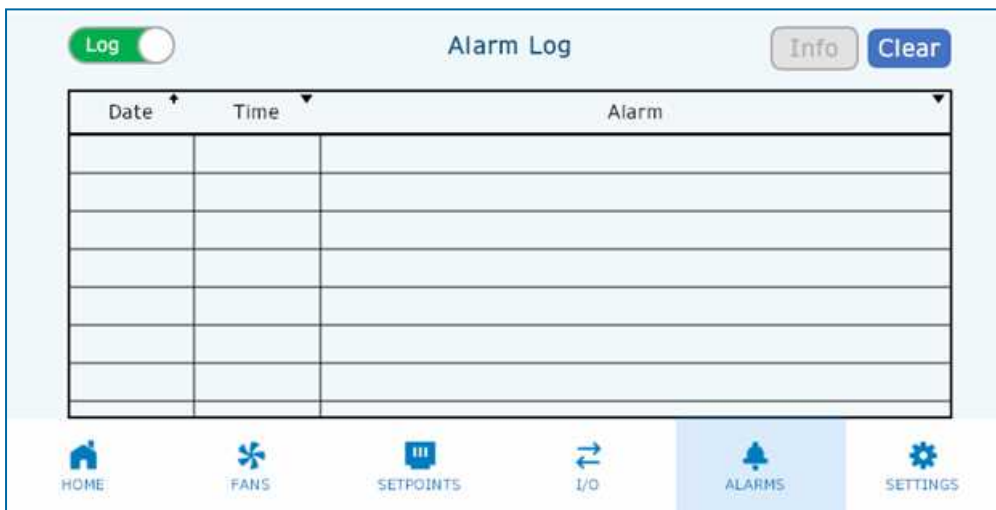 Log Alarm Log Info Clear
Date Time Alarm
HOME FANS SETPOINTS I/O ALARMS SETTINGS